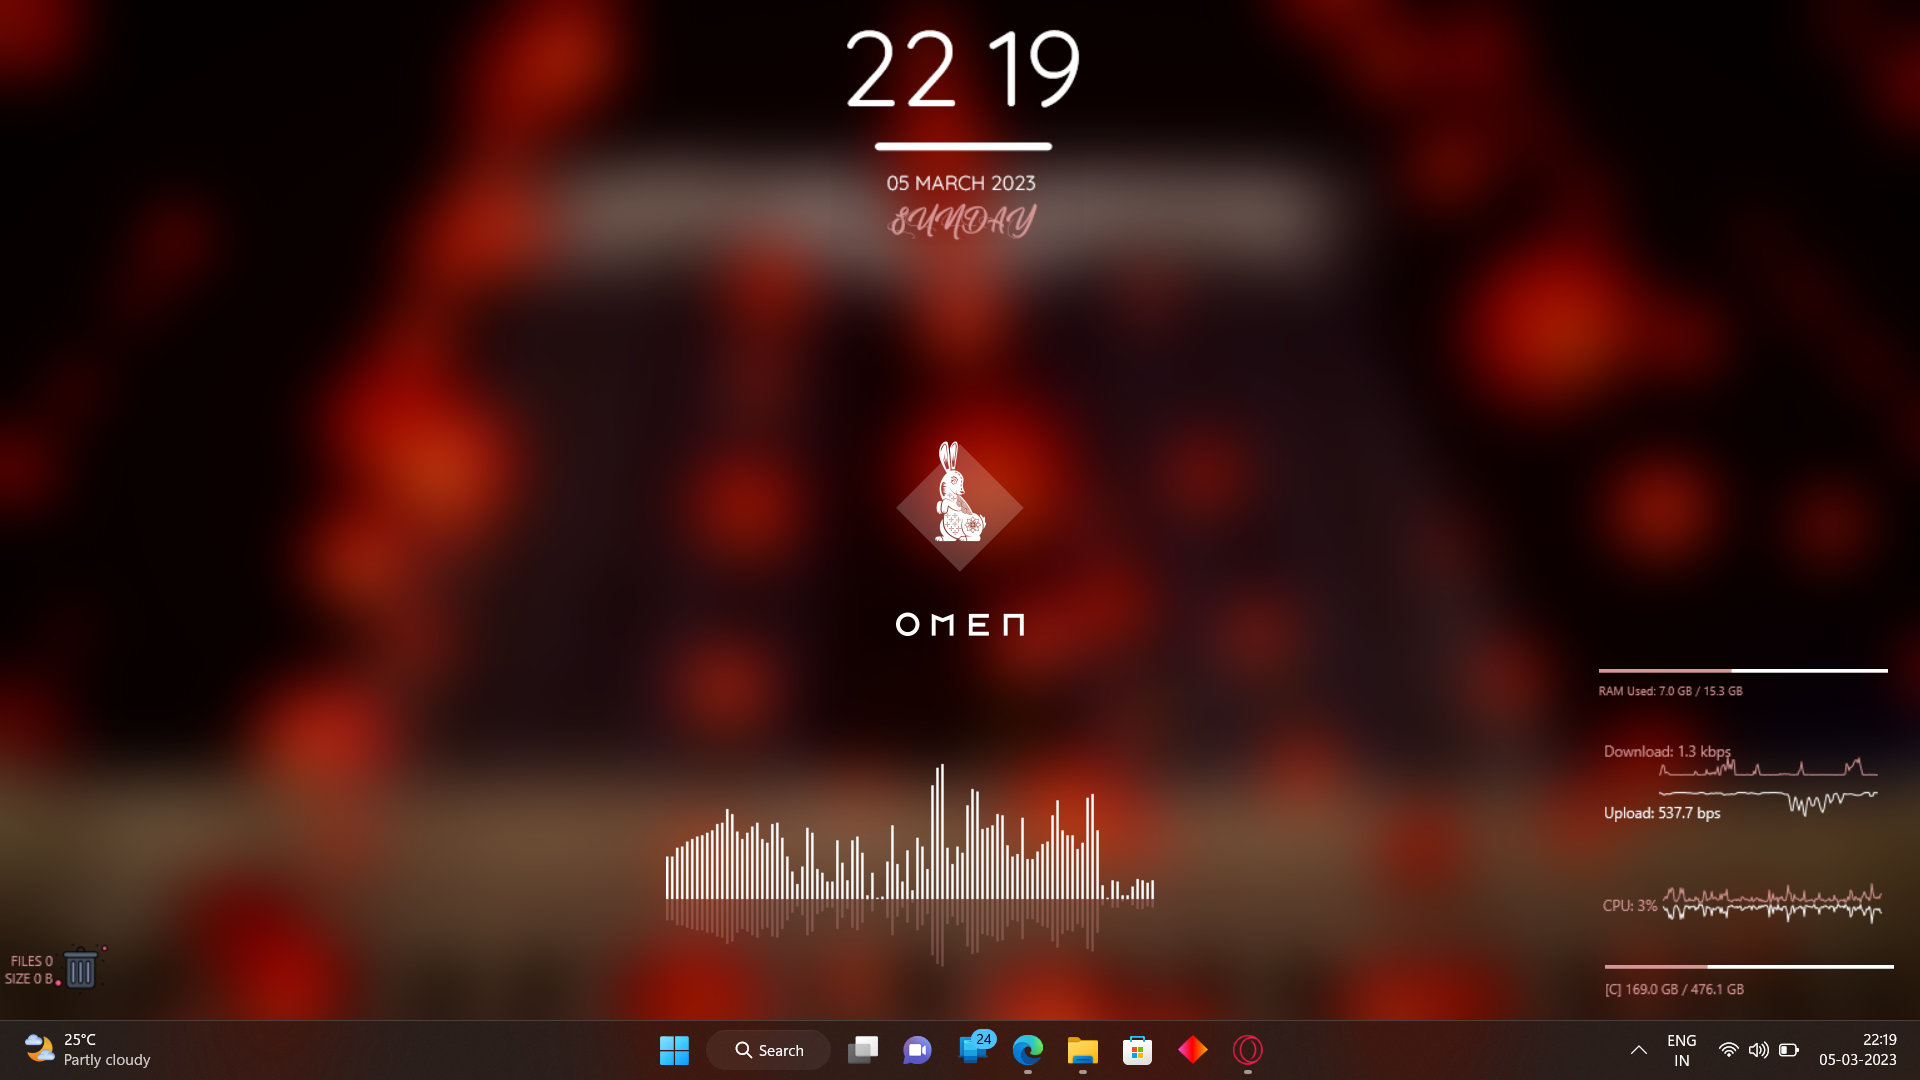 22 19
05 MARCH 2023
SUNDAY
OMEN
RAM Used: 7.0 GB / 15.3 GB
Download: 1.3 kbps
Upload: 537.7 bps
CPU: 3%
[C] 169.0 GB / 476.1 GB
FILES 0
SIZE 0 B
25°C
Partly cloudy
Search
24
ENG
IN
22:19
05-03-2023